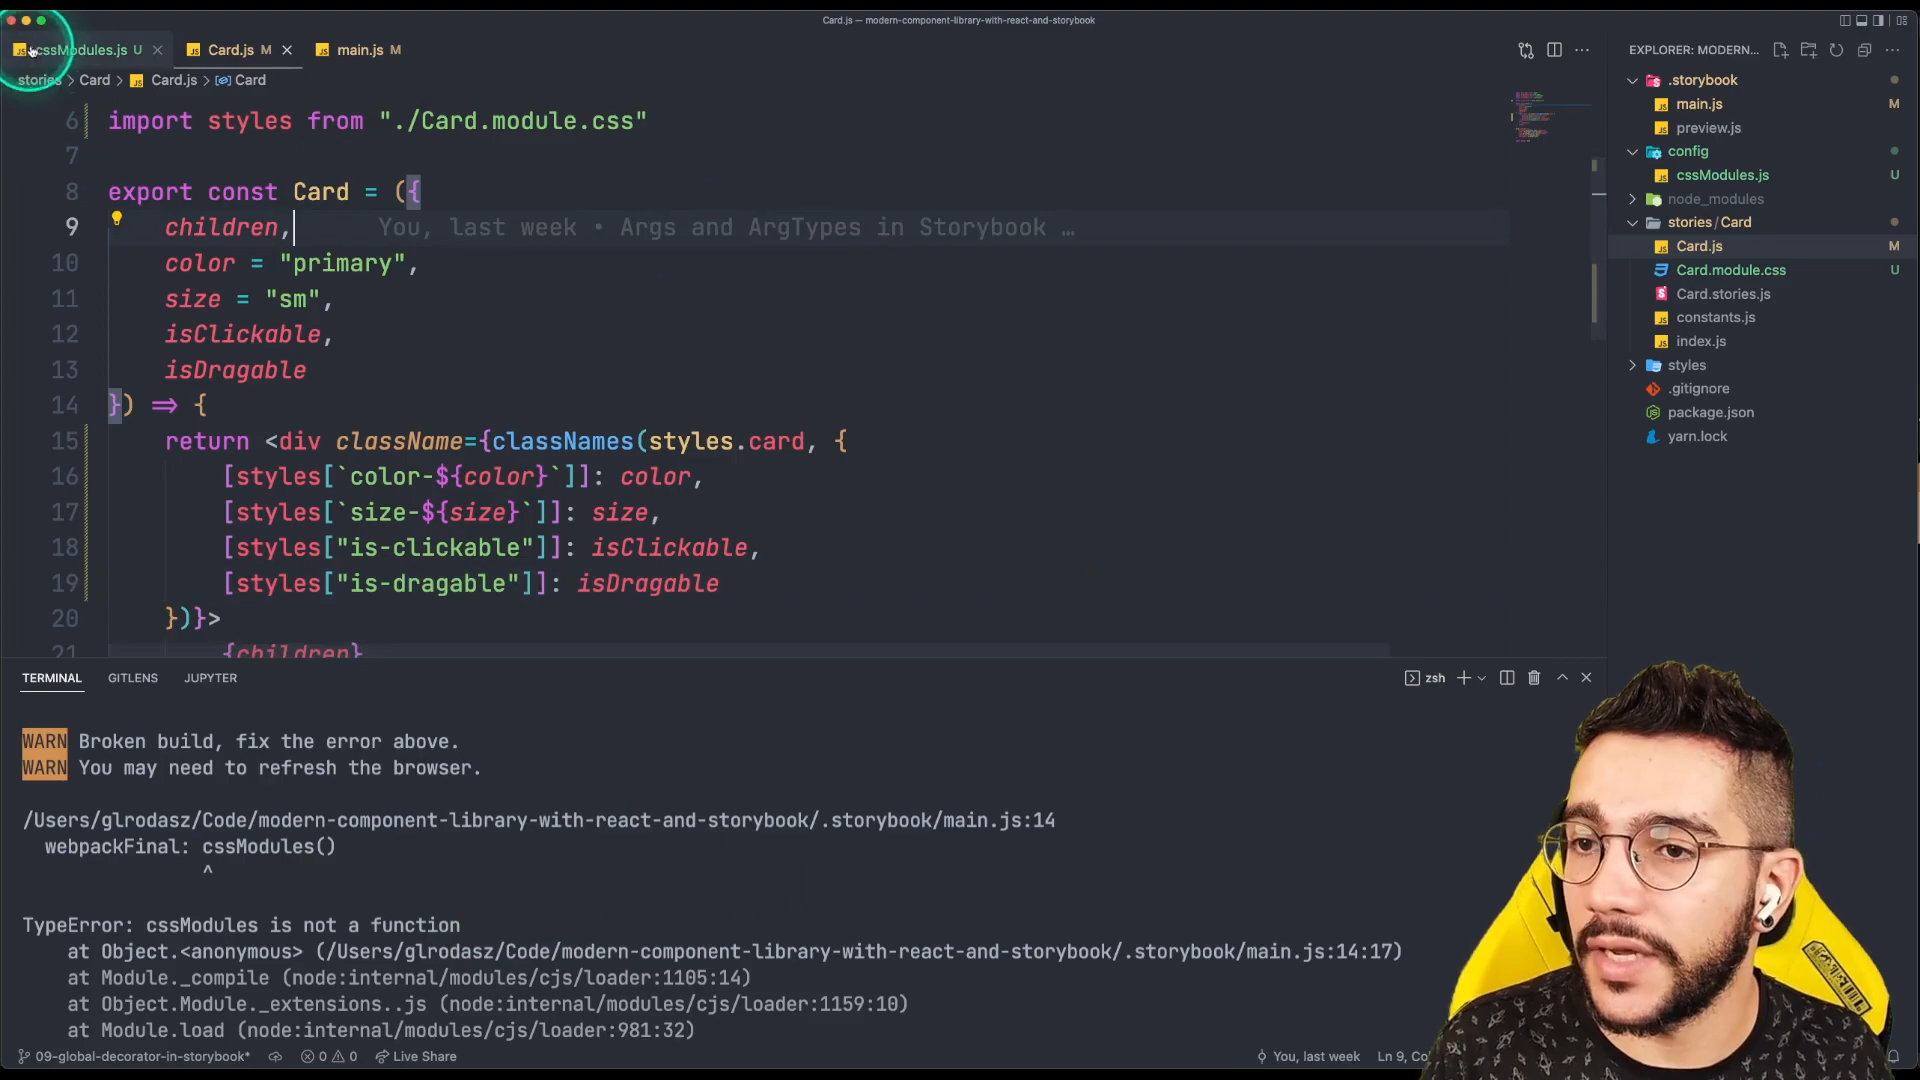 Card.js — modern-component-library-with-react-and-storybook
cssModules.js U
Card.js M
main.js M
EXPLORER: MODERN...
stories > Card > Card.js > Card
6 import styles from "./Card.module.css"
7
8 export const Card = ({
9 children, You, last week • Args and ArgTypes in Storybook …
10 color = "primary",
11 size = "sm",
12 isClickable,
13 isDragable
14 }) => {
15 return <div className={classNames(styles.card, {
16 [styles[`color-${color}`]]: color,
17 [styles[`size-${size}`]]: size,
18 [styles["is-clickable"]]: isClickable,
19 [styles["is-dragable"]]: isDragable
20 })}>
21 {children}
.storybook
main.js M
preview.js
config
cssModules.js U
node_modules
stories / Card
Card.js M
Card.module.css U
Card.stories.js
constants.js
index.js
styles
.gitignore
package.json
yarn.lock
TERMINAL GITLENS JUPYTER
zsh
WARN Broken build, fix the error above.
WARN You may need to refresh the browser.
/Users/glrodasz/Code/modern-component-library-with-react-and-storybook/.storybook/main.js:14
webpackFinal: cssModules()
^
TypeError: cssModules is not a function
at Object.<anonymous> (/Users/glrodasz/Code/modern-component-library-with-react-and-storybook/.storybook/main.js:14:17)
at Module._compile (node:internal/modules/cjs/loader:1105:14)
at Object.Module._extensions..js (node:internal/modules/cjs/loader:1159:10)
at Module.load (node:internal/modules/cjs/loader:981:32)
09-global-decorator-in-storybook* 0 0 Live Share
You, last week Ln 9,